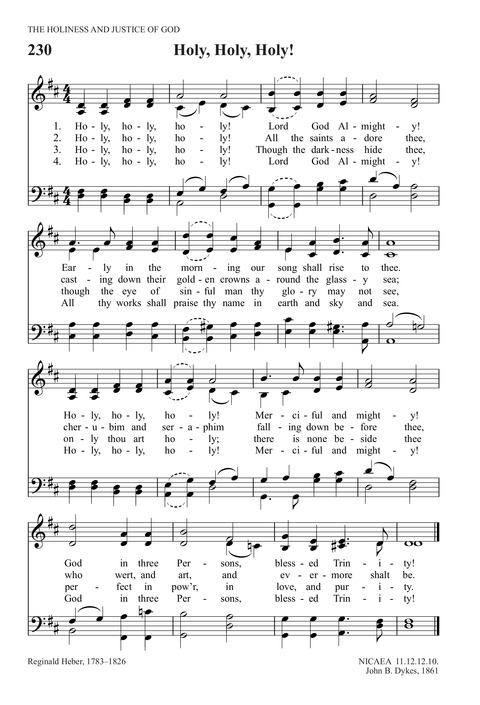 THE HOLINESS AND JUSTICE OF GOD
230 Holy, Holy, Holy!
1. Ho - ly, ho - ly, ho - ly! Lord God Al - might - y!
2. Ho - ly, ho - ly, ho - ly! All the saints a - dore thee,
3. Ho - ly, ho - ly, ho - ly! Though the dark - ness hide thee,
4. Ho - ly, ho - ly, ho - ly! Lord God Al - might - y!
Ear - ly in the morn - ing our song shall rise to thee.
cast - ing down their gold - en crowns a - round the glass - y sea;
though the eye of sin - ful man thy glo - ry may not see,
All thy works shall praise thy name in earth and sky and sea.
Ho - ly, ho - ly, ho - ly! Mer - ci - ful and might - y!
cher - u - bim and ser - a - phim fall - ing down be - fore thee,
on - ly thou art ho - ly; there is none be - side thee
Ho - ly, ho - ly, ho - ly! Mer - ci - ful and might - y!
God in three Per - sons, bless - ed Trin - i - ty!
who wert, and art, and ev - er - more shalt be.
per - fect in pow'r, in love, and pur - i - ty.
God in three Per - sons, bless - ed Trin - i - ty!
Reginald Heber, 1783–1826 NICAEA 11.12.12.10.
John B. Dykes, 1861